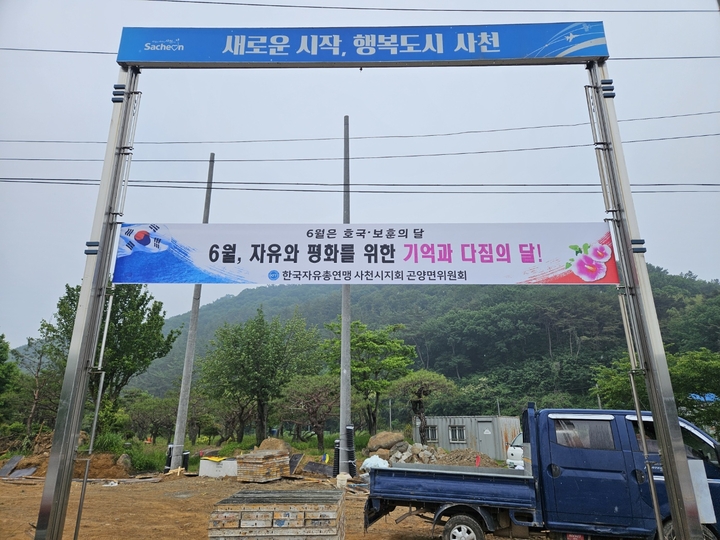 Sacheon
새로운 시작, 행복도시 사천
6월은 호국·보훈의 달
6월, 자유와 평화를 위한 기억과 다짐의 달!
한국자유총연맹 사천시지회 곤양면위원회